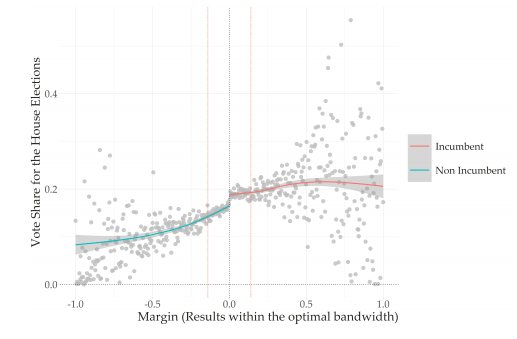 Vote Share for the House Elections
0.4
0.2
0.0
-1.0 -0.5 0.0 0.5 1.0
Margin (Results within the optimal bandwidth)
Incumbent
Non Incumbent